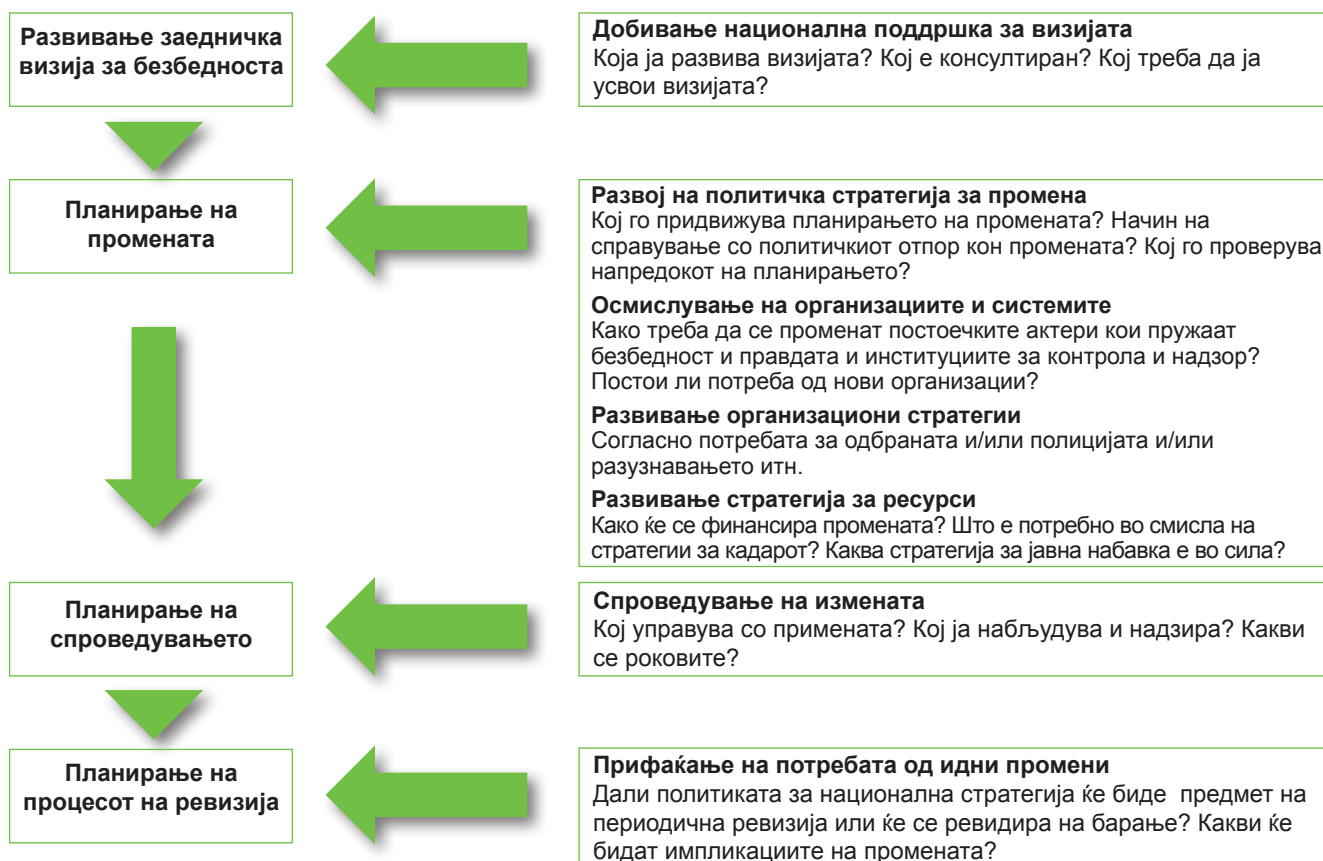 Развивање заедничка
визија за безбедноста
Добивање национална поддршка за визијата
Која ја развива визијата? Кој е консултиран? Кој треба да ја
усвои визијата?
Планирање на
промената
Развој на политичка стратегија за промена
Кој го придвижува планирањето на промената? Начин на
справување со политичкиот отпор кон промената? Кој го проверува
напредокот на планирањето?
Осмислување на организациите и системите
Како треба да се променат постоечките актери кои пружаат
безбедност и правдата и институциите за контрола и надзор?
Постои ли потреба од нови организации?
Развивање организациони стратегии
Согласно потребата за одбраната и/или полицијата и/или
разузнавањето итн.
Развивање стратегија за ресурси
Како ќе се финансира промената? Што е потребно во смисла на
стратегии за кадарот? Каква стратегија за јавна набавка е во сила?
Планирање на
спроведувањето
Спроведување на измената
Кој управува со примената? Кој ја набљудува и надзира? Какви
се роковите?
Планирање на
процесот на ревизија
Прифаќање на потребата од идни промени
Дали политиката за национална стратегија ќе биде предмет на
периодична ревизија или ќе се ревидира на барање? Какви ќе
бидат импликациите на промената?